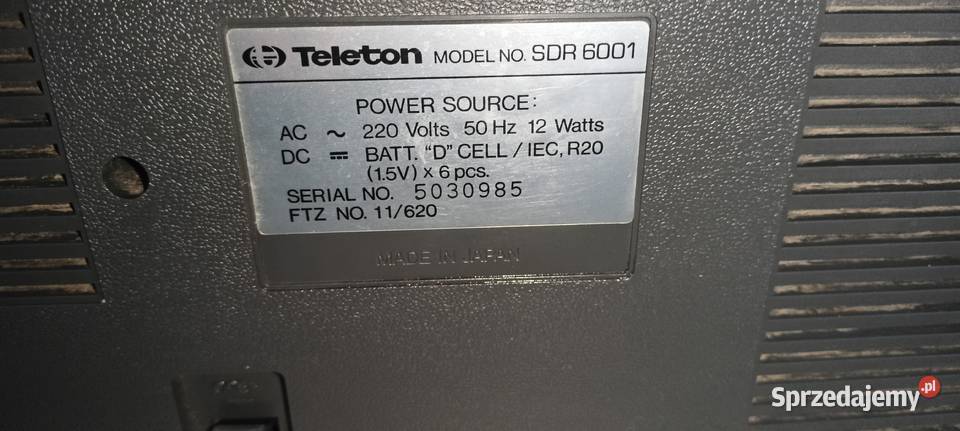 Teleton MODEL NO. SDR 6001
POWER SOURCE:
AC ~ 220 Volts 50 Hz 12 Watts
DC ⎓ BATT. "D" CELL / IEC, R20
(1.5V) x 6 pcs.
SERIAL NO. 5030985
FTZ NO. 11/620
MADE IN JAPAN
Sprzedajemy.pl